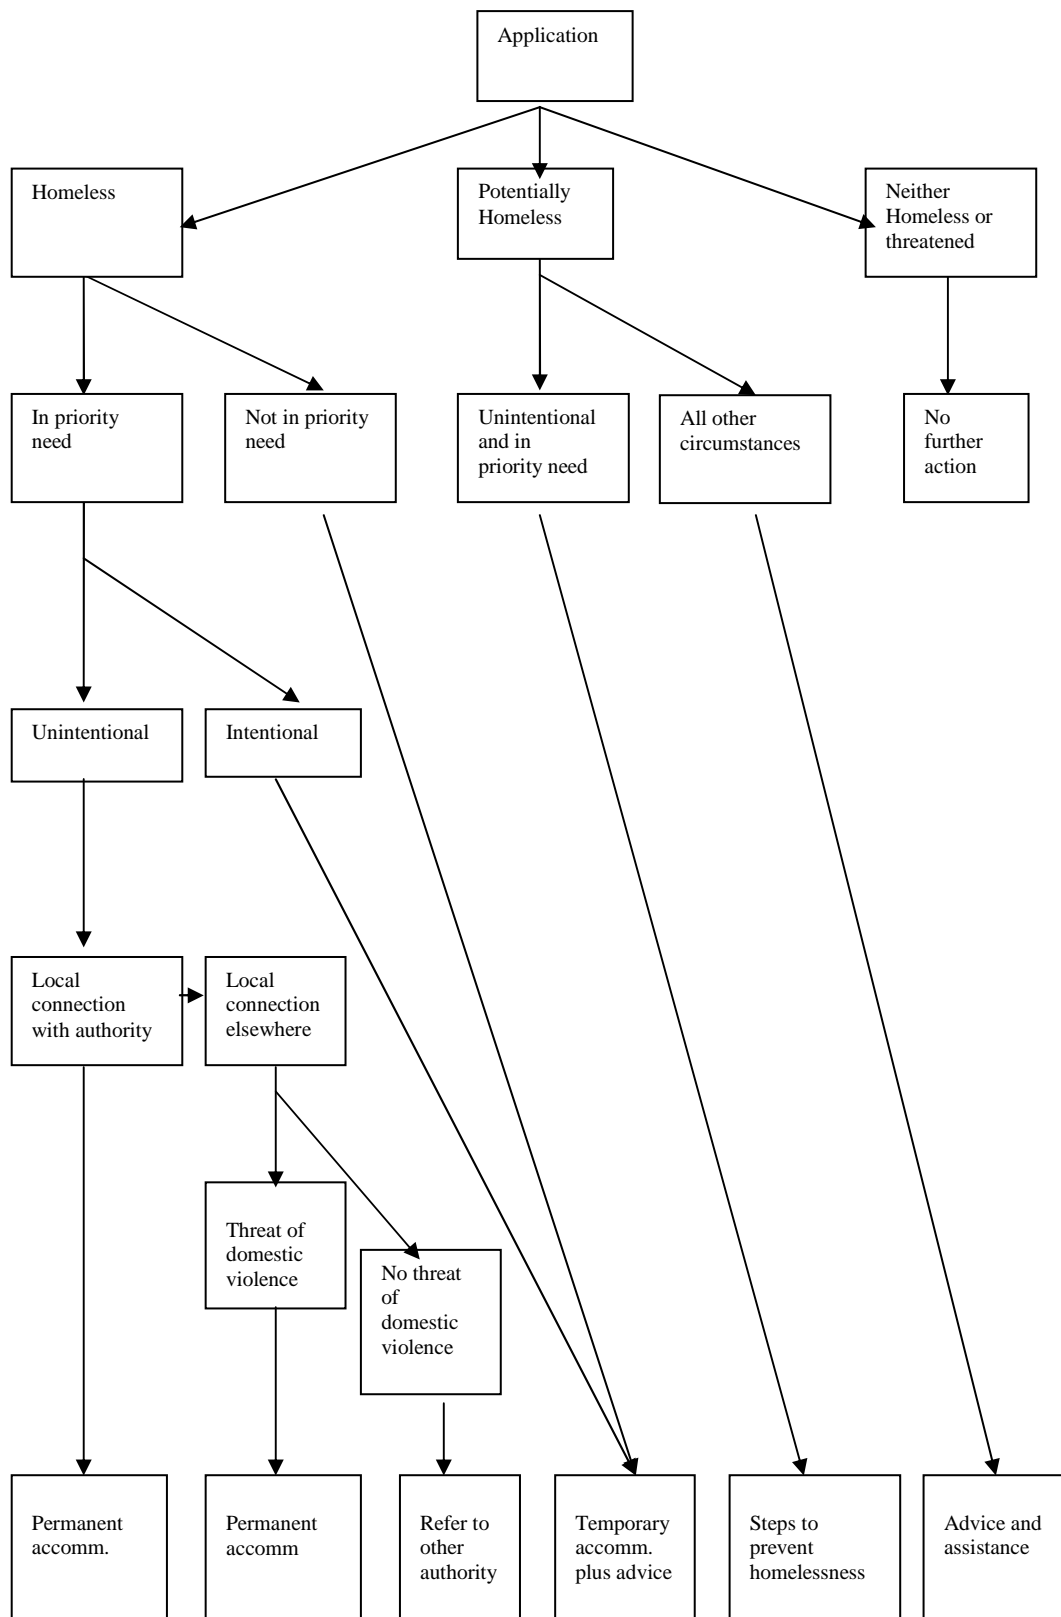 Application
Homeless
Potentially
Homeless
Neither
Homeless or
threatened
In priority
need
Not in priority
need
Unintentional
and in
priority need
All other
circumstances
No
further
action
Unintentional
Intentional
Local
connection
with authority
Local
connection
elsewhere
Threat of
domestic
violence
No threat
of
domestic
violence
Permanent
accomm.
Permanent
accomm
Refer to
other
authority
Temporary
accomm.
plus advice
Steps to
prevent
homelessness
Advice and
assistance